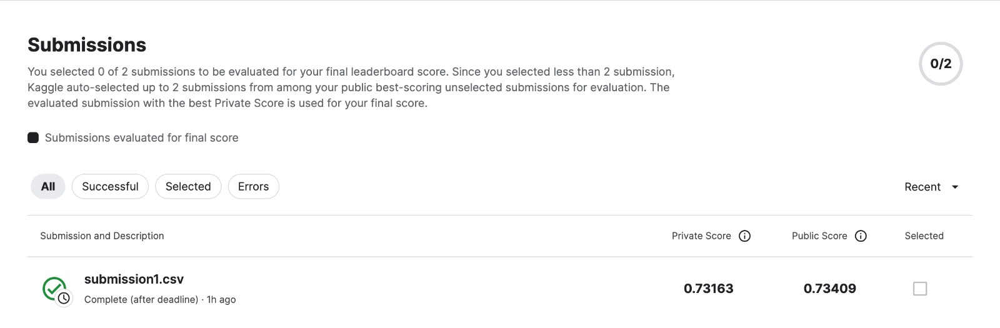 Submissions
You selected 0 of 2 submissions to be evaluated for your final leaderboard score. Since you selected less than 2 submission,
Kaggle auto-selected up to 2 submissions from among your public best-scoring unselected submissions for evaluation. The
evaluated submission with the best Private Score is used for your final score.
0/2
Submissions evaluated for final score
All Successful Selected Errors Recent
Submission and Description Private Score Public Score Selected
submission1.csv
Complete (after deadline) · 1h ago
0.73163 0.73409